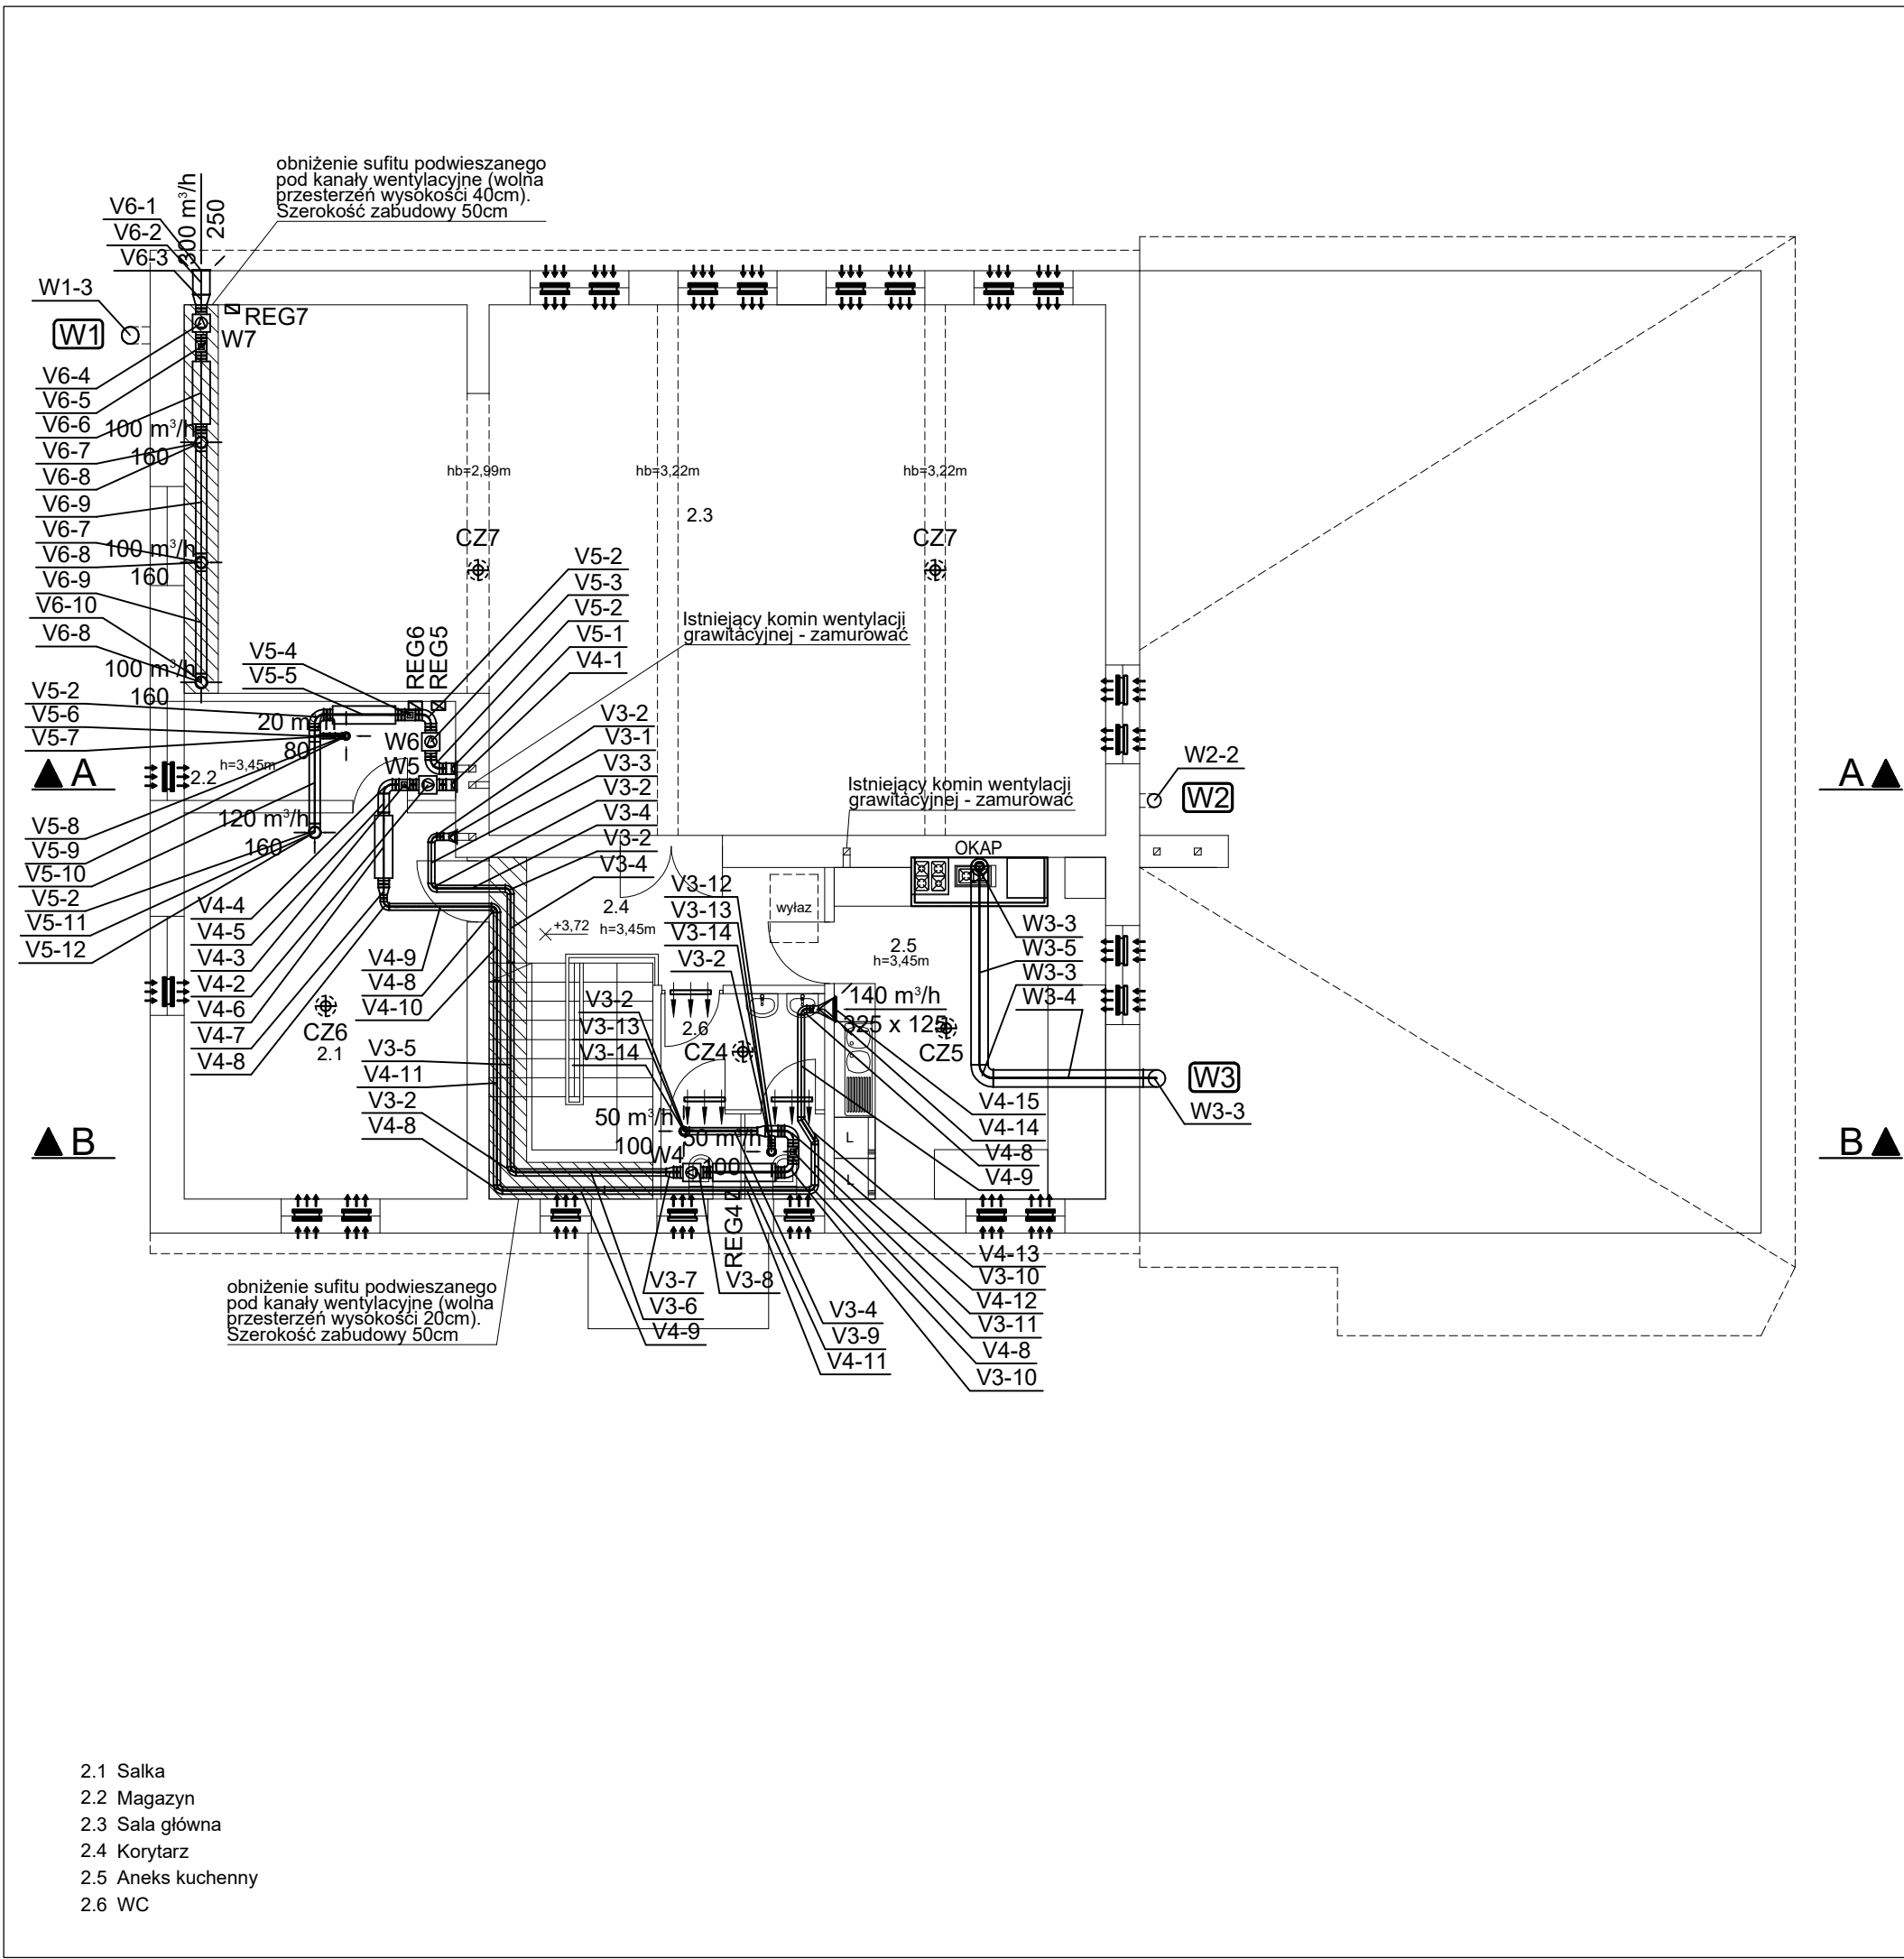 obniżenie sufitu podwieszanego
pod kanały wentylacyjne (wolna
przesterzeń wysokości 40cm).
Szerokość zabudowy 50cm
V6-1
V6-2
V6-3
300 m³/h
250
W1-3
W1
REG7
W7
V6-4
V6-5
V6-6
V6-7
V6-8
V6-9
V6-7
V6-8
V6-9
V6-10
V6-8
100 m³/h
160
100 m³/h
160
100 m³/h
160
hb=2,99m
hb=3,22m
hb=3,22m
2.3
CZ7
CZ7
V5-2
V5-3
V5-2
V5-1
V4-1
Istniejący komin wentylacji
grawitacyjnej - zamurować
REG6
REG5
V5-4
V5-5
V5-2
V5-6
V5-7
20 m³/h
80
W6
W5
h=3,45m
2.2
A
V3-2
V3-1
V3-3
V3-2
V3-4
V3-2
V3-4
Istniejący komin wentylacji
grawitacyjnej - zamurować
W2-2
W2
A
V5-8
V5-9
V5-10
V5-2
V5-11
V5-12
120 m³/h
160
OKAP
V4-4
V4-5
V4-3
V4-2
V4-6
V4-7
V4-8
V4-9
V4-8
V4-10
CZ6
2.1
2.4
+3,72
h=3,45m
wyłaz
V3-12
V3-13
V3-14
V3-2
2.5
h=3,45m
W3-3
W3-5
W3-3
W3-4
V3-2
V3-13
V3-14
2.6
CZ4
140 m³/h
325 x 125
CZ5
V3-5
V4-11
V3-2
V4-8
W3
W3-3
V4-15
V4-14
V4-8
V4-9
50 m³/h
100
50 m³/h
100
W4
L
L
B
B
REG4
V3-7
V3-6
V4-9
V3-8
V3-4
V3-9
V4-11
V4-13
V3-10
V4-12
V3-11
V4-8
V3-10
obniżenie sufitu podwieszanego
pod kanały wentylacyjne (wolna
przesterzeń wysokości 20cm).
Szerokość zabudowy 50cm
2.1 Salka
2.2 Magazyn
2.3 Sala główna
2.4 Korytarz
2.5 Aneks kuchenny
2.6 WC